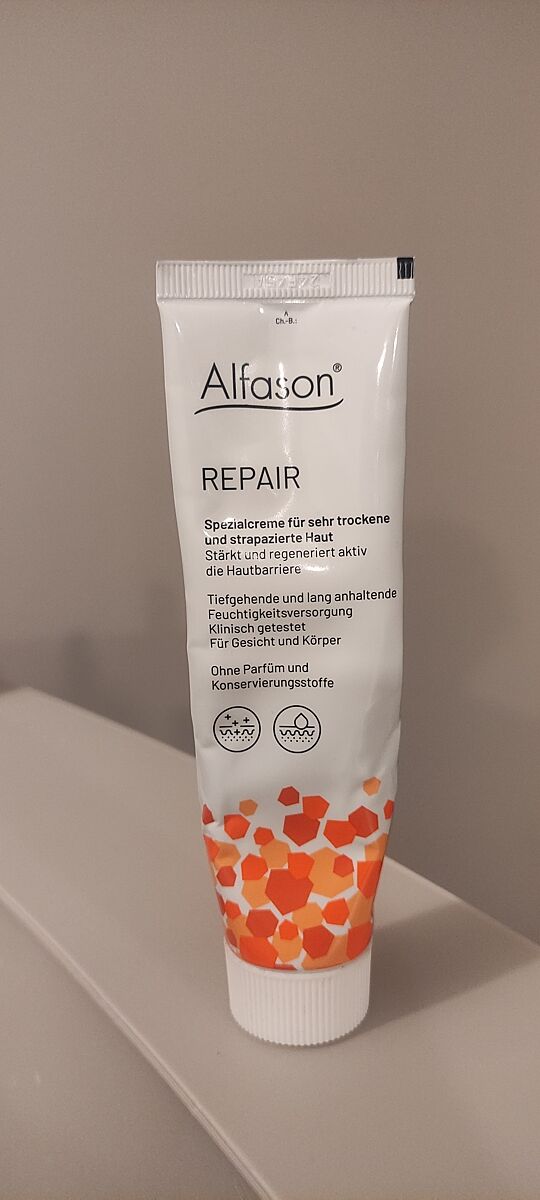 A
Ch.-B.:
Alfason®
REPAIR
Spezialcreme für sehr trockene
und strapazierte Haut
Stärkt und regeneriert aktiv
die Hautbarriere
Tiefgehende und lang anhaltende
Feuchtigkeitsversorgung
Klinisch getestet
Für Gesicht und Körper
Ohne Parfüm und
Konservierungsstoffe